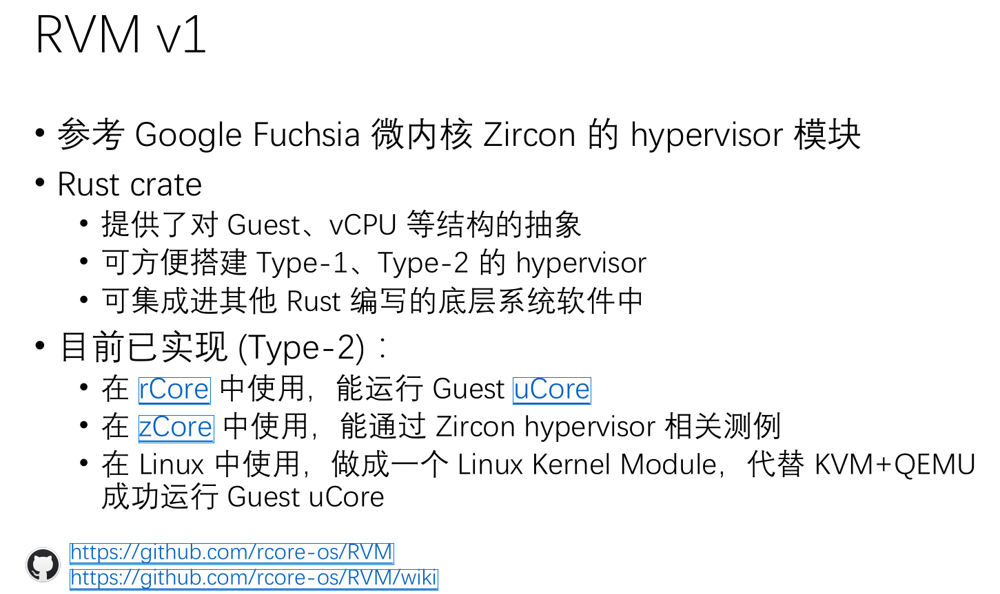 RVM v1
• 参考 Google Fuchsia 微内核 Zircon 的 hypervisor 模块
• Rust crate
• 提供了对 Guest、vCPU 等结构的抽象
• 可方便搭建 Type-1、Type-2 的 hypervisor
• 可集成进其他 Rust 编写的底层系统软件中
• 目前已实现 (Type-2)：
• 在 rCore 中使用，能运行 Guest uCore
• 在 zCore 中使用，能通过 Zircon hypervisor 相关测例
• 在 Linux 中使用，做成一个 Linux Kernel Module，代替 KVM+QEMU
成功运行 Guest uCore
https://github.com/rcore-os/RVM
https://github.com/rcore-os/RVM/wiki